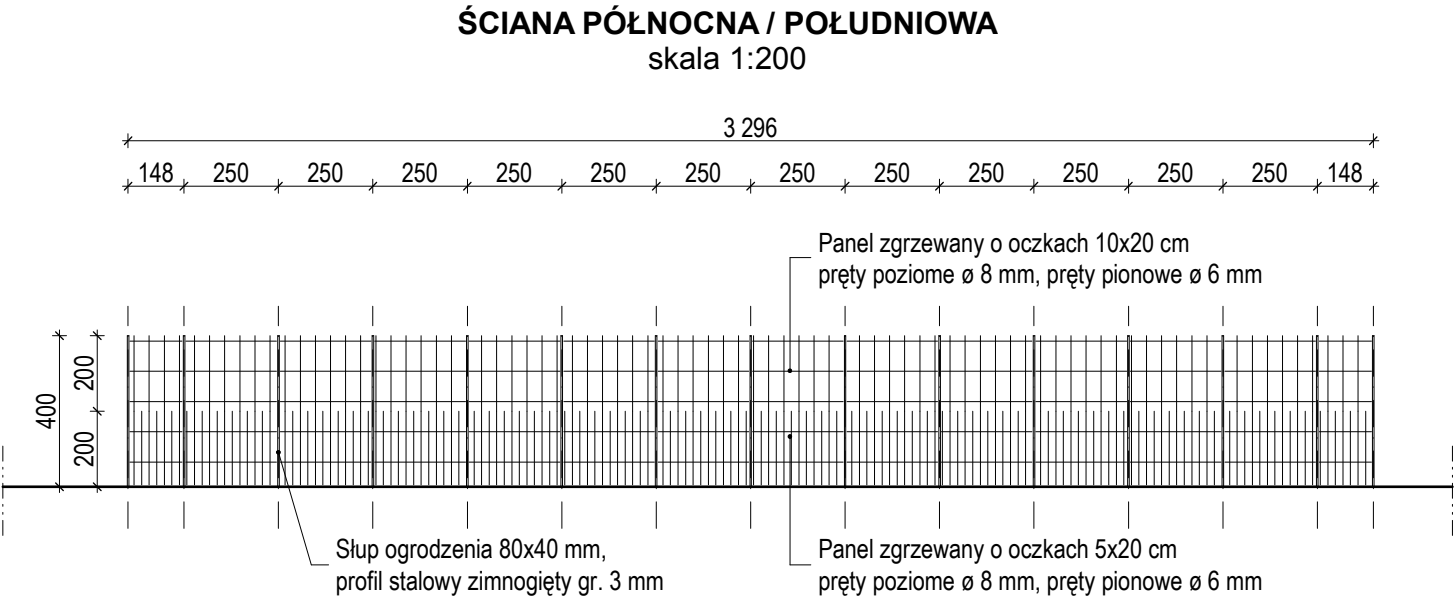 ŚCIANA PÓŁNOCNA / POŁUDNIOWA
skala 1:200
3 296
148 250 250 250 250 250 250 250 250 250 250 250 250 148
Panel zgrzewany o oczkach 10x20 cm
pręty poziome ø 8 mm, pręty pionowe ø 6 mm
400
200
200
Słup ogrodzenia 80x40 mm,
profil stalowy zimnogięty gr. 3 mm
Panel zgrzewany o oczkach 5x20 cm
pręty poziome ø 8 mm, pręty pionowe ø 6 mm